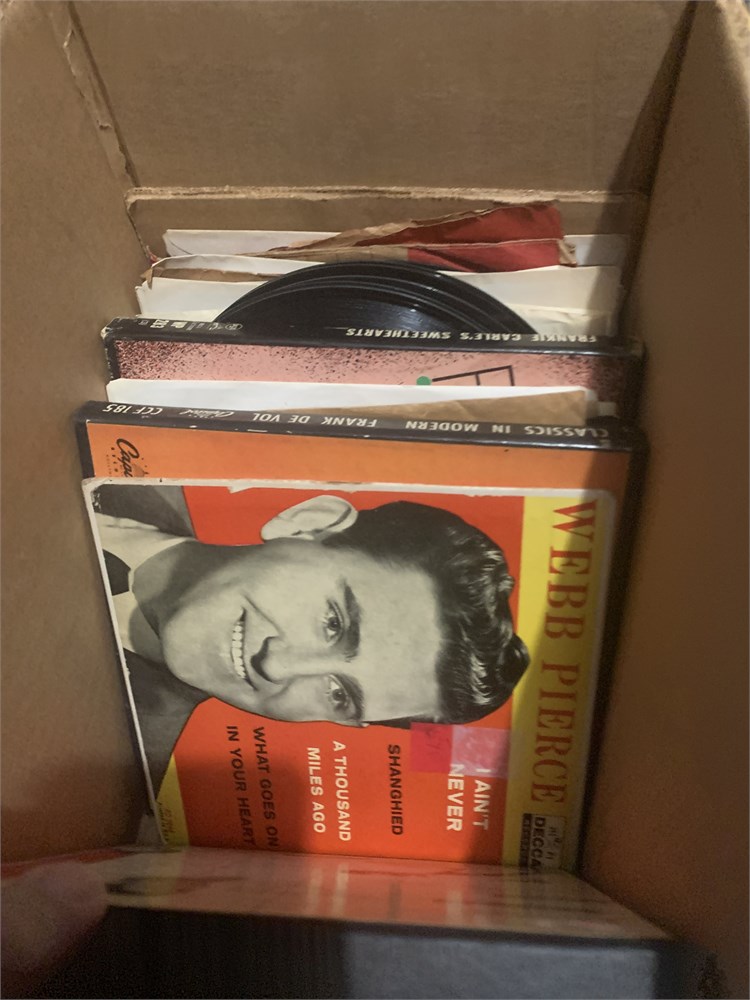 FRANKIE CARLE'S SWEETHEARTS
CLASSICS IN MODERN FRANK DE VOL Capitol CCF 185
WEBB PIERCE
DECCA
I AIN'T
NEVER
SHANGHIED
A THOUSAND
MILES AGO
WHAT GOES ON
IN YOUR HEART